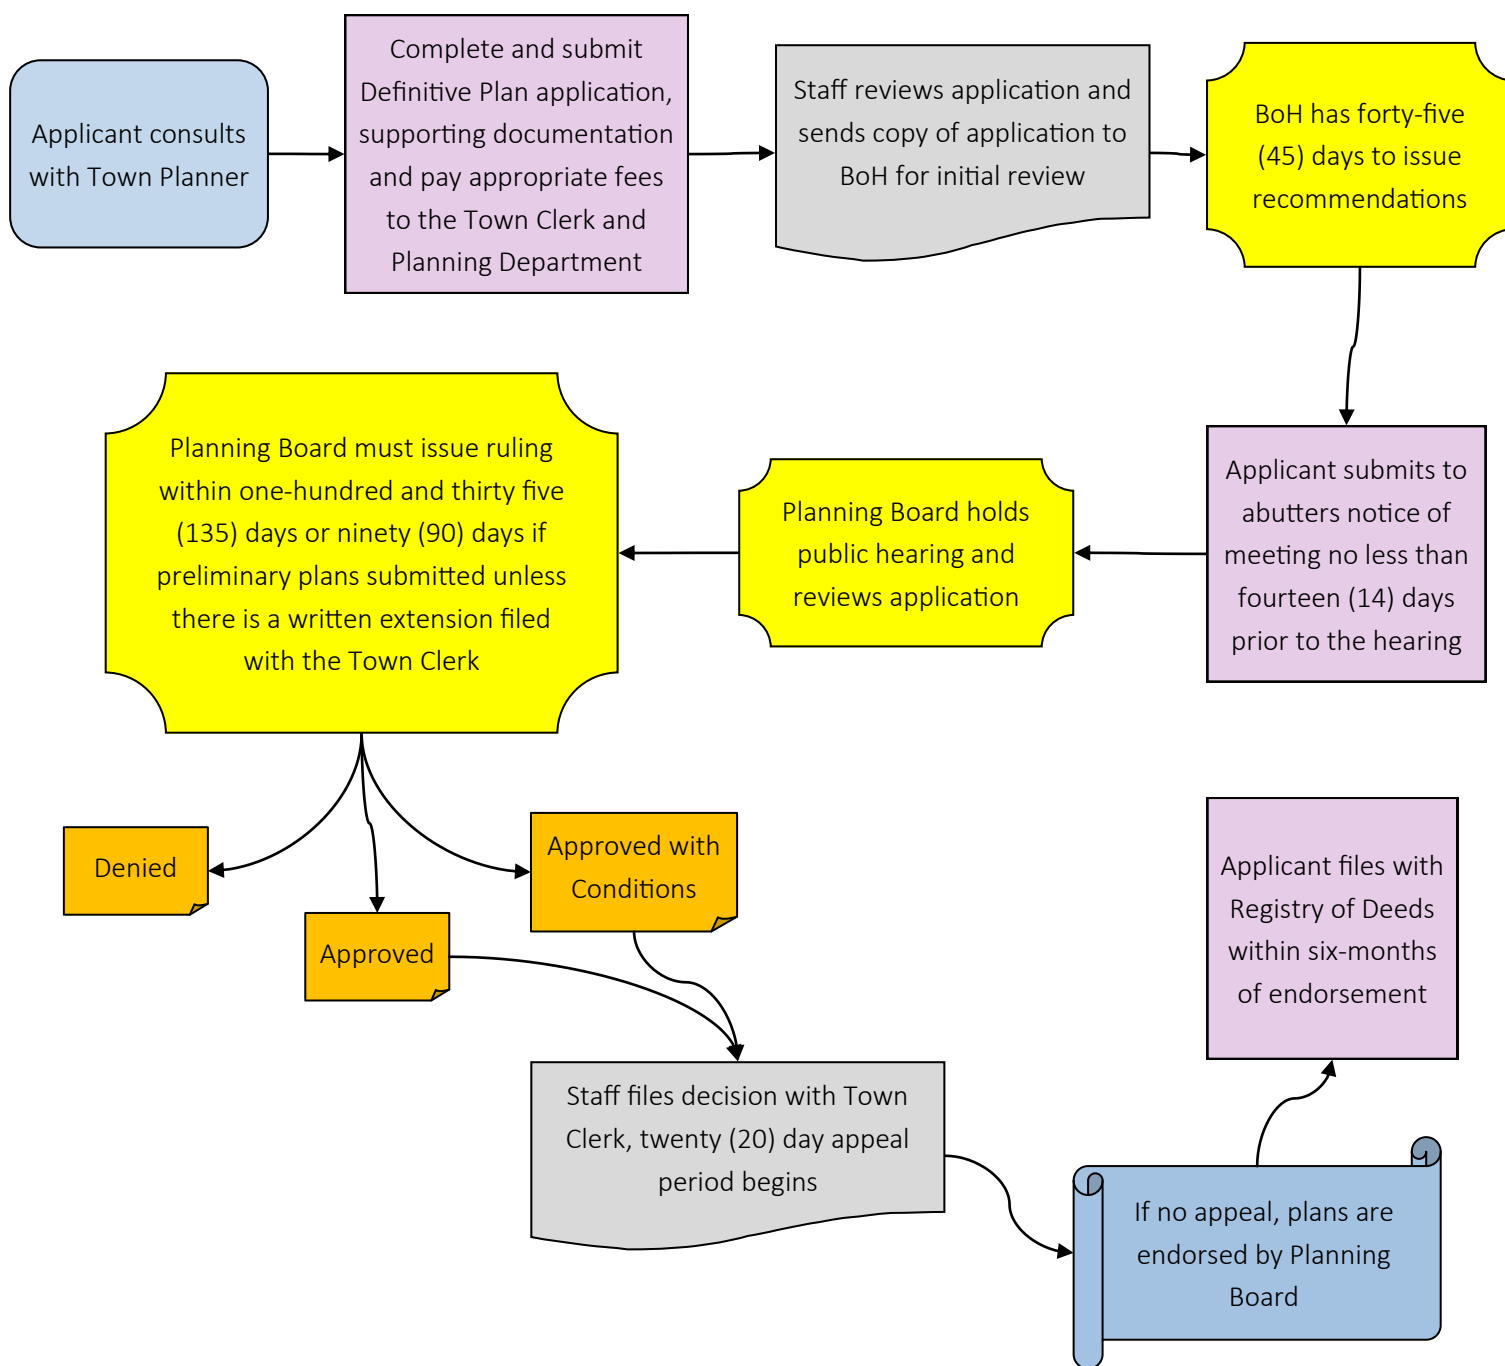 Applicant consults
with Town Planner
Complete and submit
Definitive Plan application,
supporting documentation
and pay appropriate fees
to the Town Clerk and
Planning Department
Staff reviews application and
sends copy of application to
BoH for initial review
BoH has forty-five
(45) days to issue
recommendations
Applicant submits to
abutters notice of
meeting no less than
fourteen (14) days
prior to the hearing
Planning Board holds
public hearing and
reviews application
Planning Board must issue ruling
within one-hundred and thirty five
(135) days or ninety (90) days if
preliminary plans submitted unless
there is a written extension filed
with the Town Clerk
Denied
Approved
Approved with
Conditions
Staff files decision with Town
Clerk, twenty (20) day appeal
period begins
If no appeal, plans are
endorsed by Planning
Board
Applicant files with
Registry of Deeds
within six-months
of endorsement